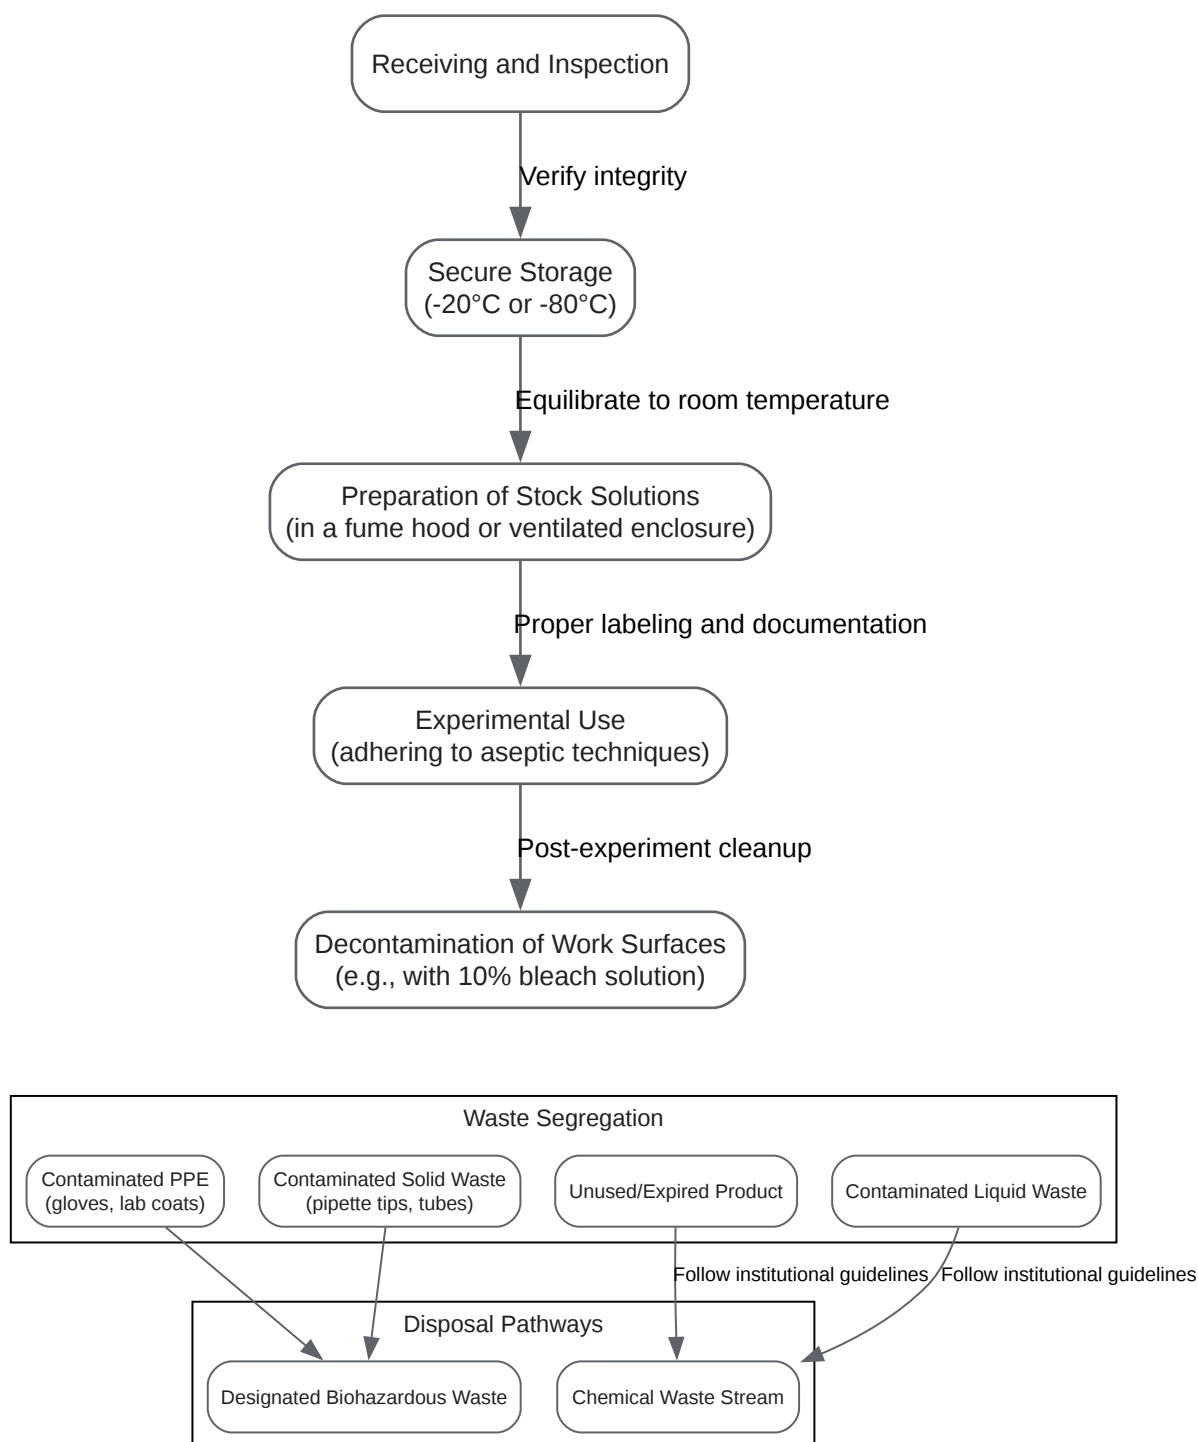 Receiving and Inspection
Verify integrity
Secure Storage
(-20°C or -80°C)
Equilibrate to room temperature
Preparation of Stock Solutions
(in a fume hood or ventilated enclosure)
Proper labeling and documentation
Experimental Use
(adhering to aseptic techniques)
Post-experiment cleanup
Decontamination of Work Surfaces
(e.g., with 10% bleach solution)
Waste Segregation
Contaminated PPE
(gloves, lab coats)
Contaminated Solid Waste
(pipette tips, tubes)
Unused/Expired Product
Contaminated Liquid Waste
Follow institutional guidelines
Follow institutional guidelines
Disposal Pathways
Designated Biohazardous Waste
Chemical Waste Stream